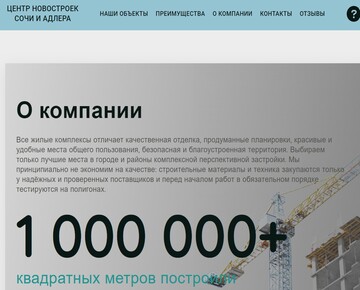 ЦЕНТР НОВОСТРОЕК
СОЧИ И АДЛЕРА
НАШИ ОБЪЕКТЫ ПРЕИМУЩЕСТВА О КОМПАНИИ КОНТАКТЫ ОТЗЫВЫ
?
О компании
Все жилые комплексы отличает качественная отделка, продуманные планировки, красивые и
удобные места общего пользования, безопасная и благоустроенная территория. Выбираем
только лучшие места в городе и районы комплексной перспективной застройки. Мы
принципиально не экономим на качестве: строительные материалы и техника закупаются только
у надёжных и проверенных поставщиков и перед началом работ в обязательном порядке
тестируются на полигонах.
1 000 000+
квадратных метров построили